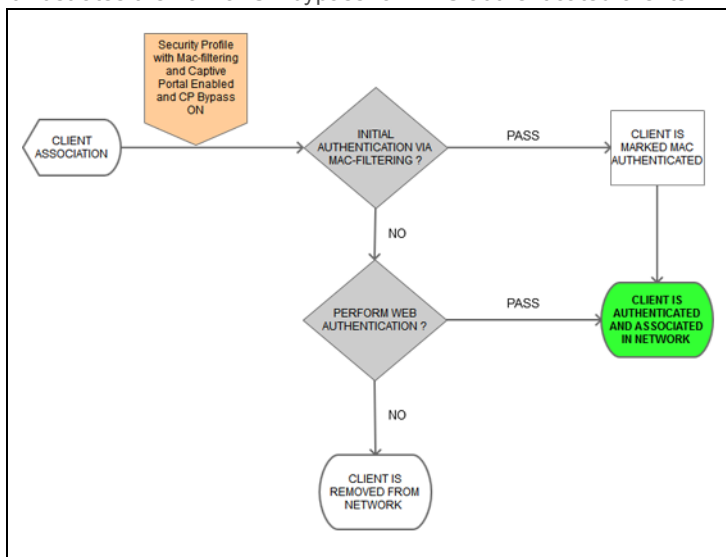 Security Profile
with Mac-filtering
and Captive
Portal Enabled
and CP Bypass
ON
CLIENT
ASSOCIATION
INITIAL
AUTHENTICATION VIA
MAC-FILTERING ?
PASS
CLIENT IS
MARKED MAC
AUTHENTICATED
NO
PERFORM WEB
AUTHENTICATION ?
PASS
CLIENT IS
AUTHENTICATED
AND ASSOCIATED
IN NETWORK
NO
CLIENT IS
REMOVED FROM
NETWORK